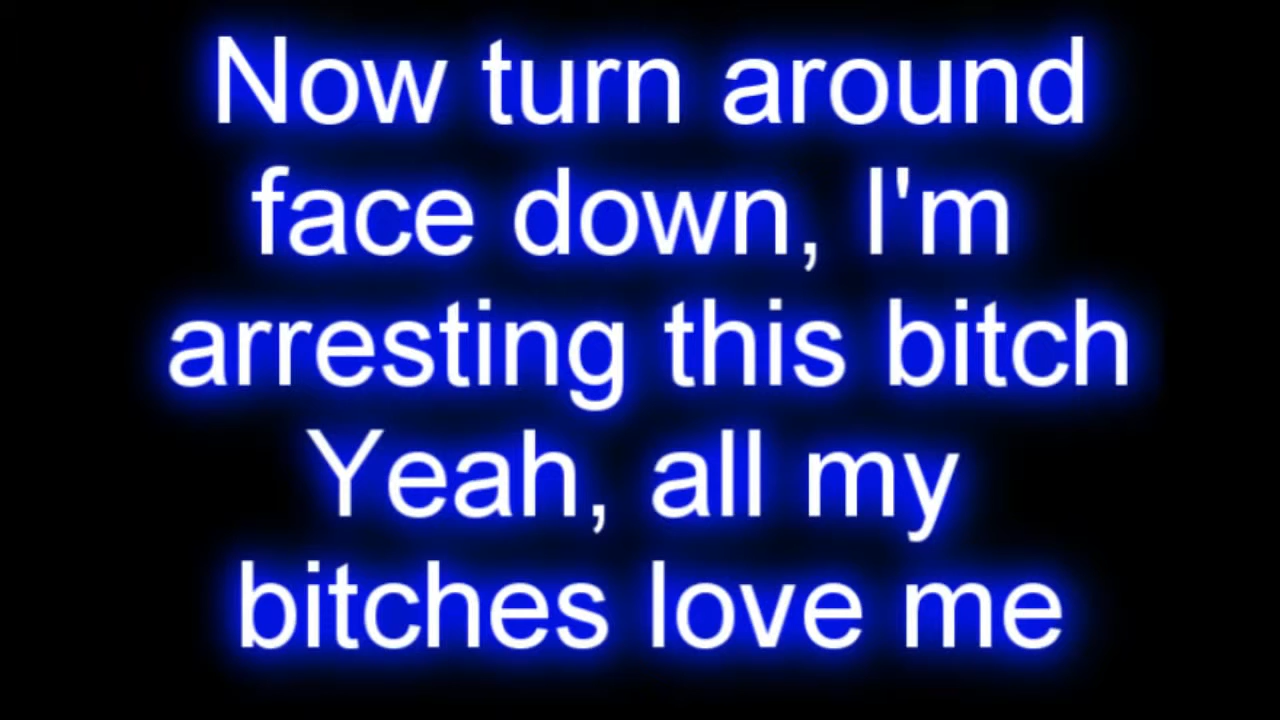 Now turn around
face down, I'm
arresting this bitch
Yeah, all my
bitches love me